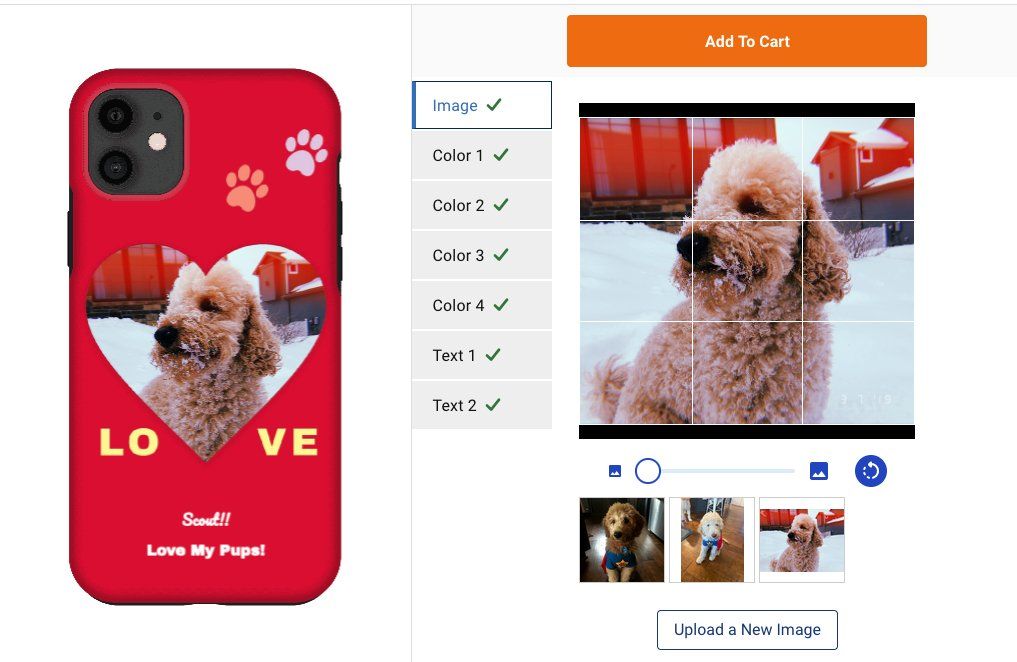 Add To Cart
Image
Color 1
Color 2
Color 3
Color 4
Text 1
Text 2
LO VE
Scout!!
Love My Pups!
Upload a New Image